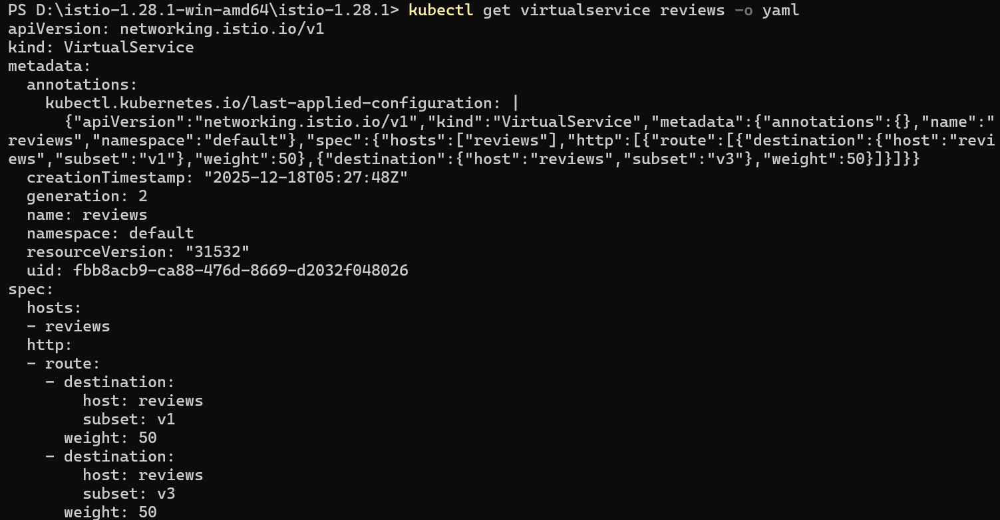 PS D:\istio-1.28.1-win-amd64\istio-1.28.1> kubectl get virtualservice reviews -o yaml
apiVersion: networking.istio.io/v1
kind: VirtualService
metadata:
  annotations:
    kubectl.kubernetes.io/last-applied-configuration: |
      {"apiVersion":"networking.istio.io/v1","kind":"VirtualService","metadata":{"annotations":{},"name":"
reviews","namespace":"default"},"spec":{"hosts":["reviews"],"http":[{"route":[{"destination":{"host":"revi
ews","subset":"v1"},"weight":50},{"destination":{"host":"reviews","subset":"v3"},"weight":50}]}]}}
  creationTimestamp: "2025-12-18T05:27:48Z"
  generation: 2
  name: reviews
  namespace: default
  resourceVersion: "31532"
  uid: fbb8acb9-ca88-476d-8669-d2032f048026
spec:
  hosts:
  - reviews
  http:
  - route:
    - destination:
        host: reviews
        subset: v1
      weight: 50
    - destination:
        host: reviews
        subset: v3
      weight: 50